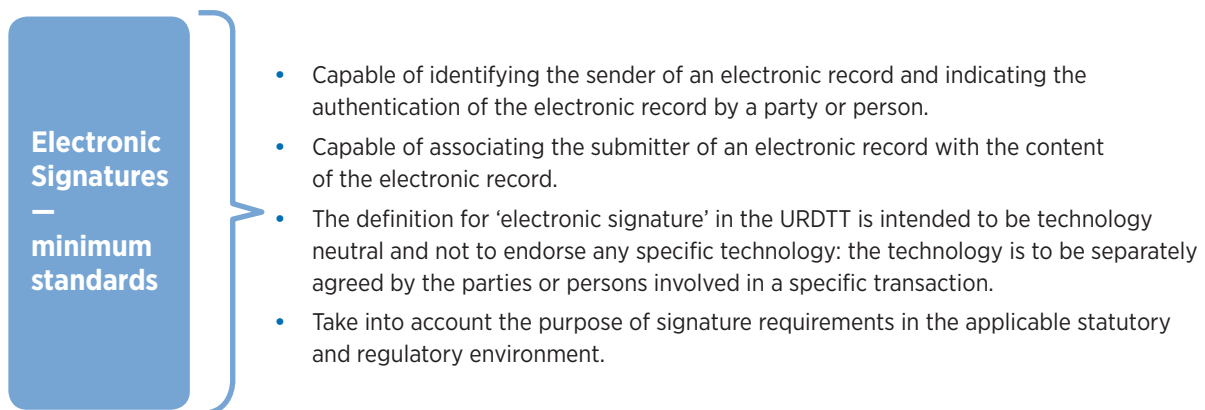 Electronic
Signatures
—
minimum
standards
• Capable of identifying the sender of an electronic record and indicating the
authentication of the electronic record by a party or person.
• Capable of associating the submitter of an electronic record with the content
of the electronic record.
• The definition for ‘electronic signature’ in the URDTT is intended to be technology
neutral and not to endorse any specific technology: the technology is to be separately
agreed by the parties or persons involved in a specific transaction.
• Take into account the purpose of signature requirements in the applicable statutory
and regulatory environment.